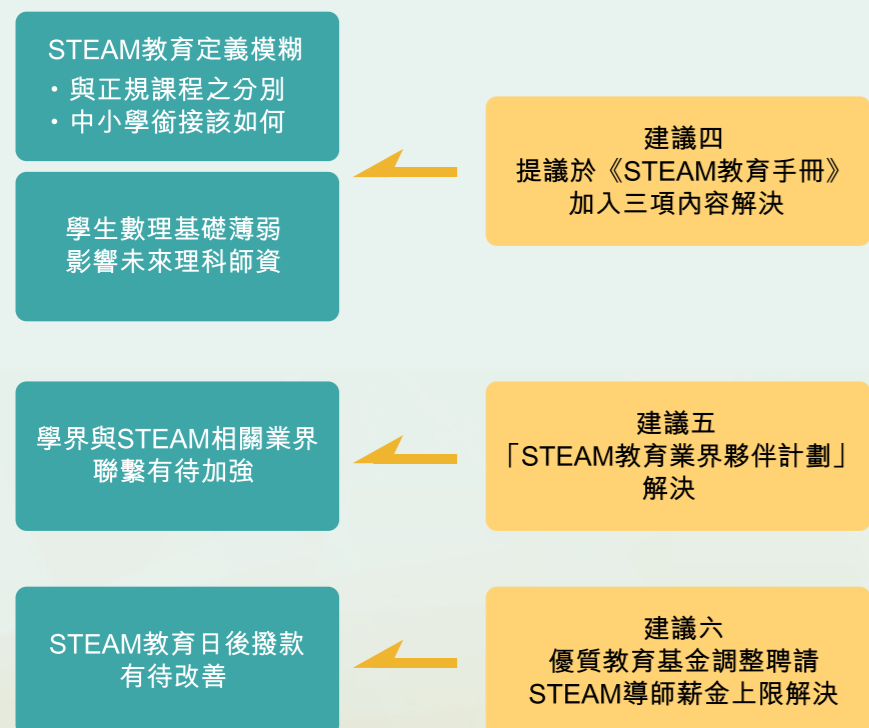 STEAM教育定義模糊
・與正規課程之分別
・中小學銜接該如何
學生數理基礎薄弱
影響未來理科師資
建議四
提議於《STEAM教育手冊》
加入三項內容解決
學界與STEAM相關業界
聯繫有待加強
建議五
「STEAM教育業界夥伴計劃」
解決
STEAM教育日後撥款
有待改善
建議六
優質教育基金調整聘請
STEAM導師薪金上限解決